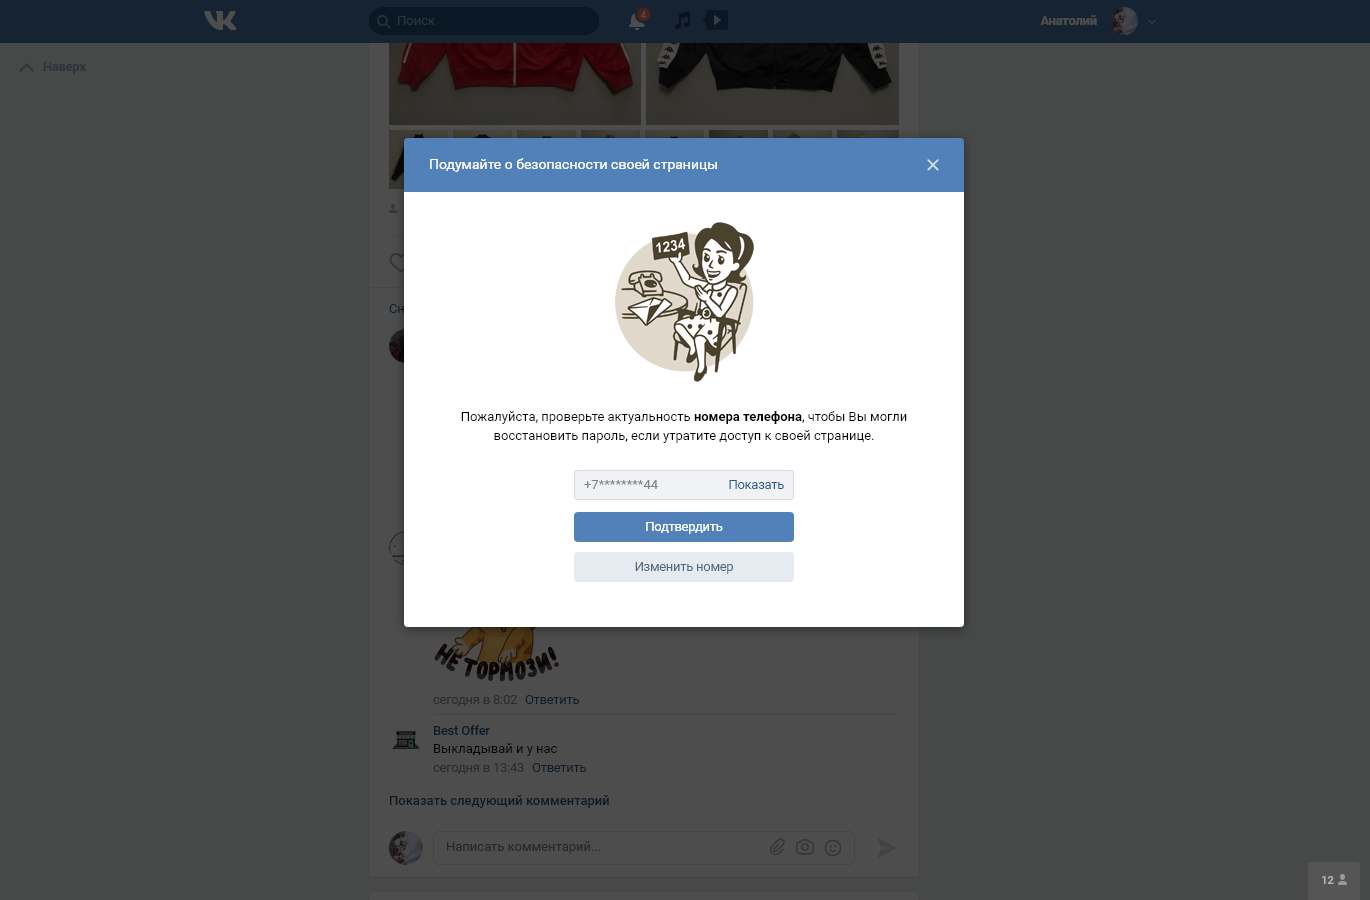 Поиск
4
Анатолий
Наверх
Подумайте о безопасности своей страницы
1234
Пожалуйста, проверьте актуальность номера телефона, чтобы Вы могли
восстановить пароль, если утратите доступ к своей странице.
+7********44 Показать
Подтвердить
Изменить номер
Сн
НЕ ТОРМОЗИ!
сегодня в 8:02 Ответить
Best Offer
Выкладывай и у нас
сегодня в 13:43 Ответить
Показать следующий комментарий
Написать комментарий...
12